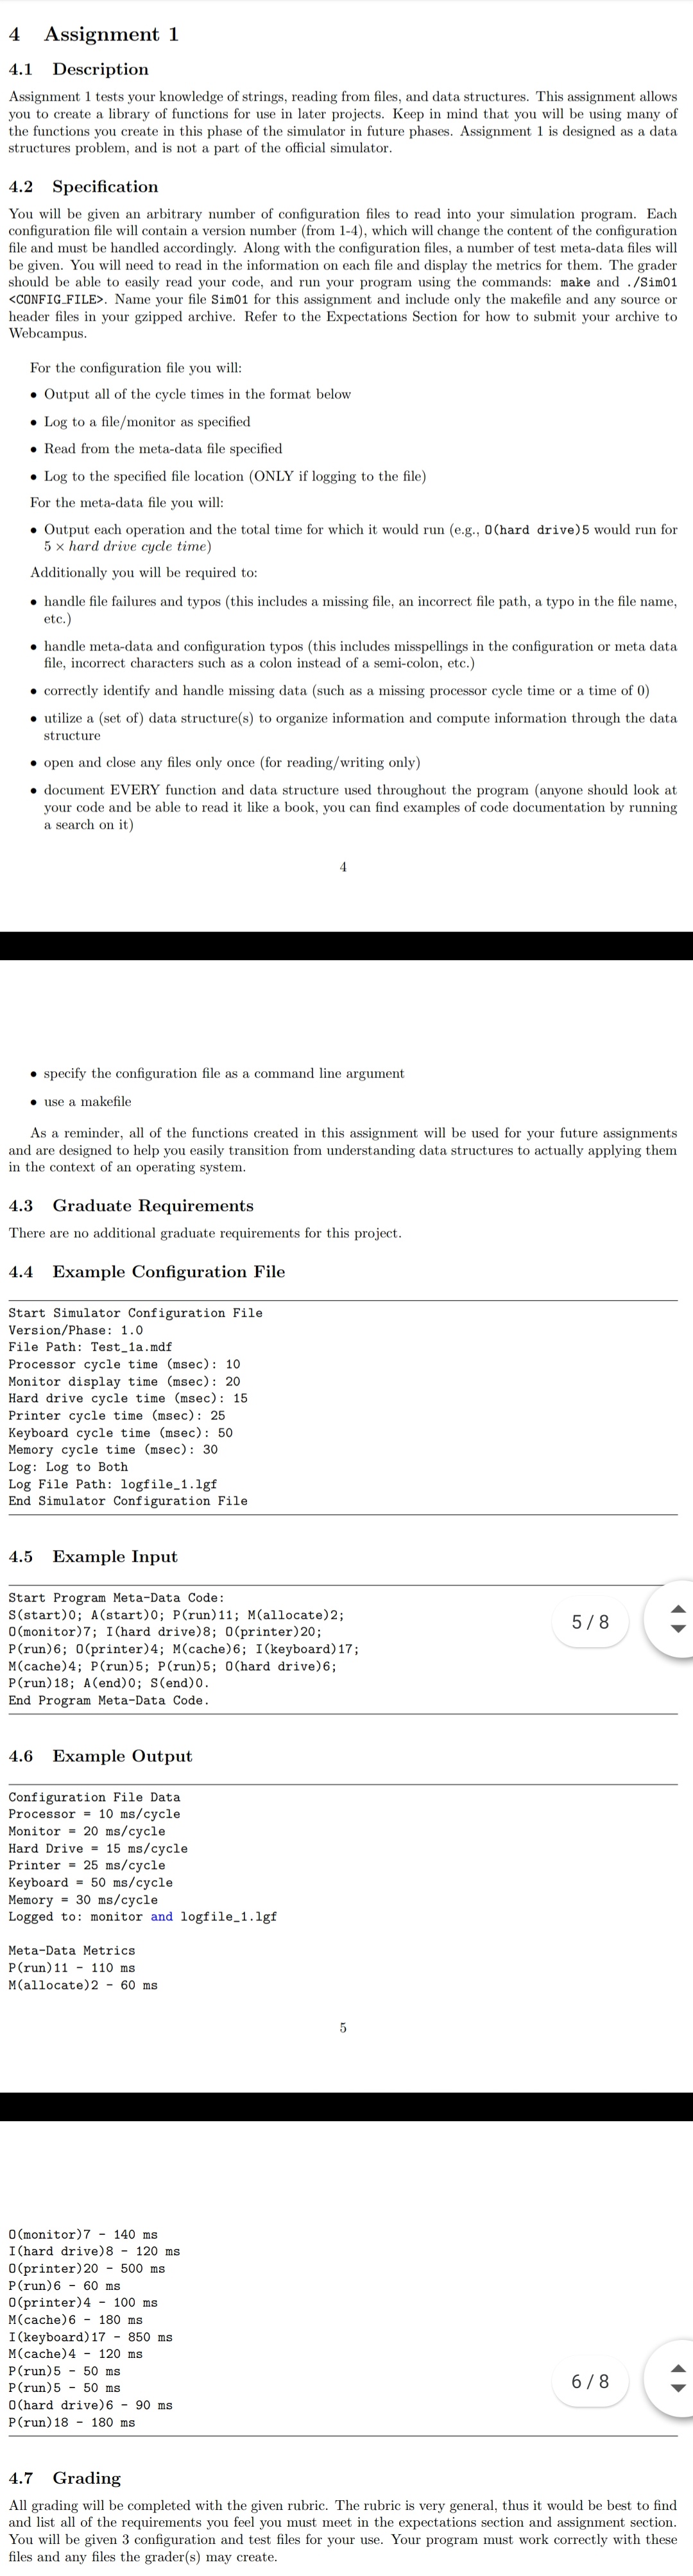 4 Assignment 1
4.1 Description
Assignment 1 tests your knowledge of strings, reading from files, and data structures. This assignment allows
you to create a library of functions for use in later projects. Keep in mind that you will be using many of
the functions you create in this phase of the simulator in future phases. Assignment 1 is designed as a data
structures problem, and is not a part of the official simulator.
4.2 Specification
You will be given an arbitrary number of configuration files to read into your simulation program. Each
configuration file will contain a version number (from 1-4), which will change the content of the configuration
file and must be handled accordingly. Along with the configuration files, a number of test meta-data files will
be given. You will need to read in the information on each file and display the metrics for them. The grader
should be able to easily read your code, and run your program using the commands: make and ./Sim01
<CONFIG_FILE>. Name your file Sim01 for this assignment and include only the makefile and any source or
header files in your gzipped archive. Refer to the Expectations Section for how to submit your archive to
Webcampus.
For the configuration file you will:
• Output all of the cycle times in the format below
• Log to a file/monitor as specified
• Read from the meta-data file specified
• Log to the specified file location (ONLY if logging to the file)
For the meta-data file you will:
• Output each operation and the total time for which it would run (e.g., O(hard drive)5 would run for
5 × hard drive cycle time)
Additionally you will be required to:
• handle file failures and typos (this includes a missing file, an incorrect file path, a typo in the file name,
etc.)
• handle meta-data and configuration typos (this includes misspellings in the configuration or meta data
file, incorrect characters such as a colon instead of a semi-colon, etc.)
• correctly identify and handle missing data (such as a missing processor cycle time or a time of 0)
• utilize a (set of) data structure(s) to organize information and compute information through the data
structure
• open and close any files only once (for reading/writing only)
• document EVERY function and data structure used throughout the program (anyone should look at
your code and be able to read it like a book, you can find examples of code documentation by running
a search on it)
4
• specify the configuration file as a command line argument
• use a makefile
As a reminder, all of the functions created in this assignment will be used for your future assignments
and are designed to help you easily transition from understanding data structures to actually applying them
in the context of an operating system.
4.3 Graduate Requirements
There are no additional graduate requirements for this project.
4.4 Example Configuration File
Start Simulator Configuration File
Version/Phase: 1.0
File Path: Test_1a.mdf
Processor cycle time (msec): 10
Monitor display time (msec): 20
Hard drive cycle time (msec): 15
Printer cycle time (msec): 25
Keyboard cycle time (msec): 50
Memory cycle time (msec): 30
Log: Log to Both
Log File Path: logfile_1.lgf
End Simulator Configuration File
4.5 Example Input
Start Program Meta-Data Code:
S(start)0; A(start)0; P(run)11; M(allocate)2;
O(monitor)7; I(hard drive)8; O(printer)20;
P(run)6; O(printer)4; M(cache)6; I(keyboard)17;
M(cache)4; P(run)5; P(run)5; O(hard drive)6;
P(run)18; A(end)0; S(end)0.
End Program Meta-Data Code.
5 / 8
4.6 Example Output
Configuration File Data
Processor = 10 ms/cycle
Monitor = 20 ms/cycle
Hard Drive = 15 ms/cycle
Printer = 25 ms/cycle
Keyboard = 50 ms/cycle
Memory = 30 ms/cycle
Logged to: monitor and logfile_1.lgf
Meta-Data Metrics
P(run)11 - 110 ms
M(allocate)2 - 60 ms
5
O(monitor)7 - 140 ms
I(hard drive)8 - 120 ms
O(printer)20 - 500 ms
P(run)6 - 60 ms
O(printer)4 - 100 ms
M(cache)6 - 180 ms
I(keyboard)17 - 850 ms
M(cache)4 - 120 ms
P(run)5 - 50 ms
P(run)5 - 50 ms
O(hard drive)6 - 90 ms
P(run)18 - 180 ms
6 / 8
4.7 Grading
All grading will be completed with the given rubric. The rubric is very general, thus it would be best to find
and list all of the requirements you feel you must meet in the expectations section and assignment section.
You will be given 3 configuration and test files for your use. Your program must work correctly with these
files and any files the grader(s) may create.